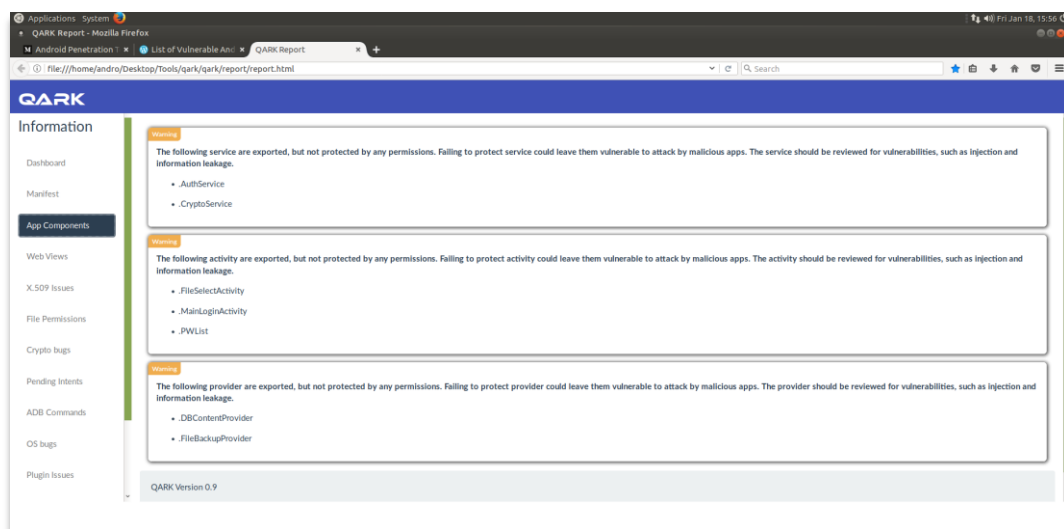 Applications System
Fri Jan 18, 15:56
QARK Report - Mozilla Firefox
Android Penetration T
List of Vulnerable And
QARK Report
file:///home/andro/Desktop/Tools/qark/qark/report/report.html
Search
QARK
Information
Dashboard
Manifest
App Components
Web Views
X.509 Issues
File Permissions
Crypto bugs
Pending Intents
ADB Commands
OS bugs
Plugin Issues
Warning
The following service are exported, but not protected by any permissions. Failing to protect service could leave them vulnerable to attack by malicious apps. The service should be reviewed for vulnerabilities, such as injection and
information leakage.
• .AuthService
• .CryptoService
Warning
The following activity are exported, but not protected by any permissions. Failing to protect activity could leave them vulnerable to attack by malicious apps. The activity should be reviewed for vulnerabilities, such as injection and
information leakage.
• .FileSelectActivity
• .MainLoginActivity
• .PWList
Warning
The following provider are exported, but not protected by any permissions. Failing to protect provider could leave them vulnerable to attack by malicious apps. The provider should be reviewed for vulnerabilities, such as injection and
information leakage.
• .DBContentProvider
• .FileBackupProvider
QARK Version 0.9